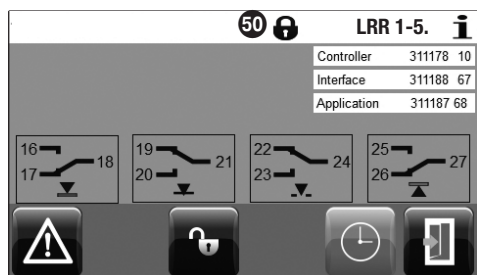 50 LRR 1-5. i
Controller 311178 10
Interface 311188 67
Application 311187 68
16 17 18 19 20 21 22 23 24 25 26 27